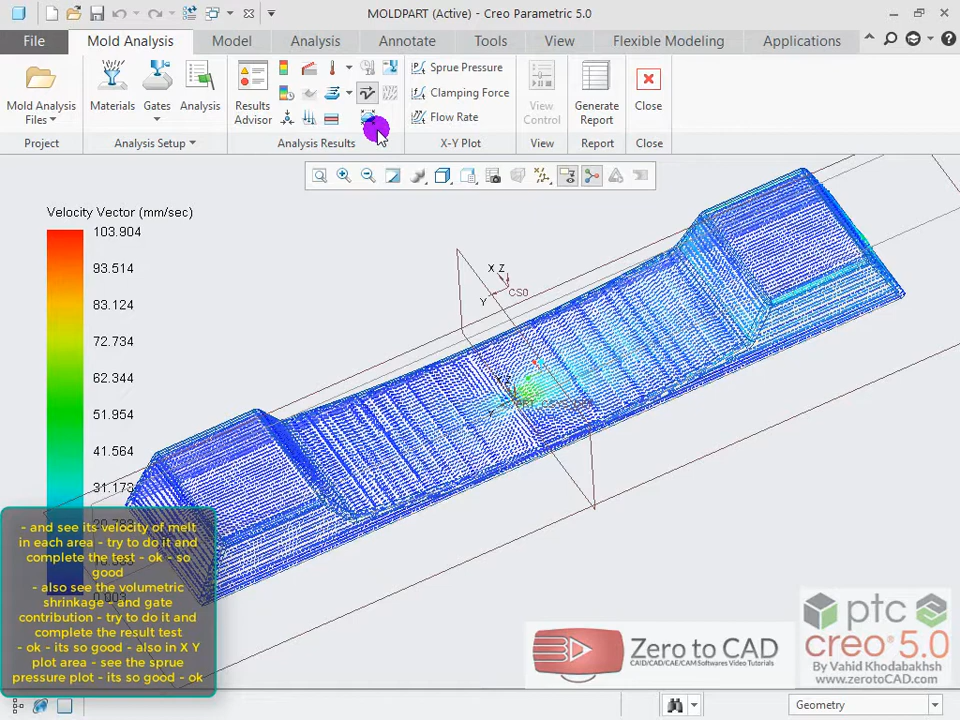 MOLDPART (Active) - Creo Parametric 5.0
File
Mold Analysis
Model
Analysis
Annotate
Tools
View
Flexible Modeling
Applications
Mold Analysis
Files
Materials
Gates
Analysis
Results
Advisor
Sprue Pressure
Clamping Force
Flow Rate
View
Control
Generate
Report
Close
Project
Analysis Setup
Analysis Results
X-Y Plot
View
Report
Close
Velocity Vector (mm/sec)
103.904
93.514
83.124
72.734
62.344
51.954
41.564
31.173
X Z
Y
CS0
- and see its velocity of melt
in each area - try to do it and
complete the test - ok - so
good
- also see the volumetric
shrinkage - and gate
contribution - try to do it and
complete the result test
- ok - its so good - also in X Y
plot area - see the sprue
pressure plot - its so good - ok
Zero to CAD
CAID/CAD/CAE/CAM Softwares Video Tutorials
ptc
creo® 5.0
By Vahid Khodabakhsh
www.zerotoCAD.com
Geometry